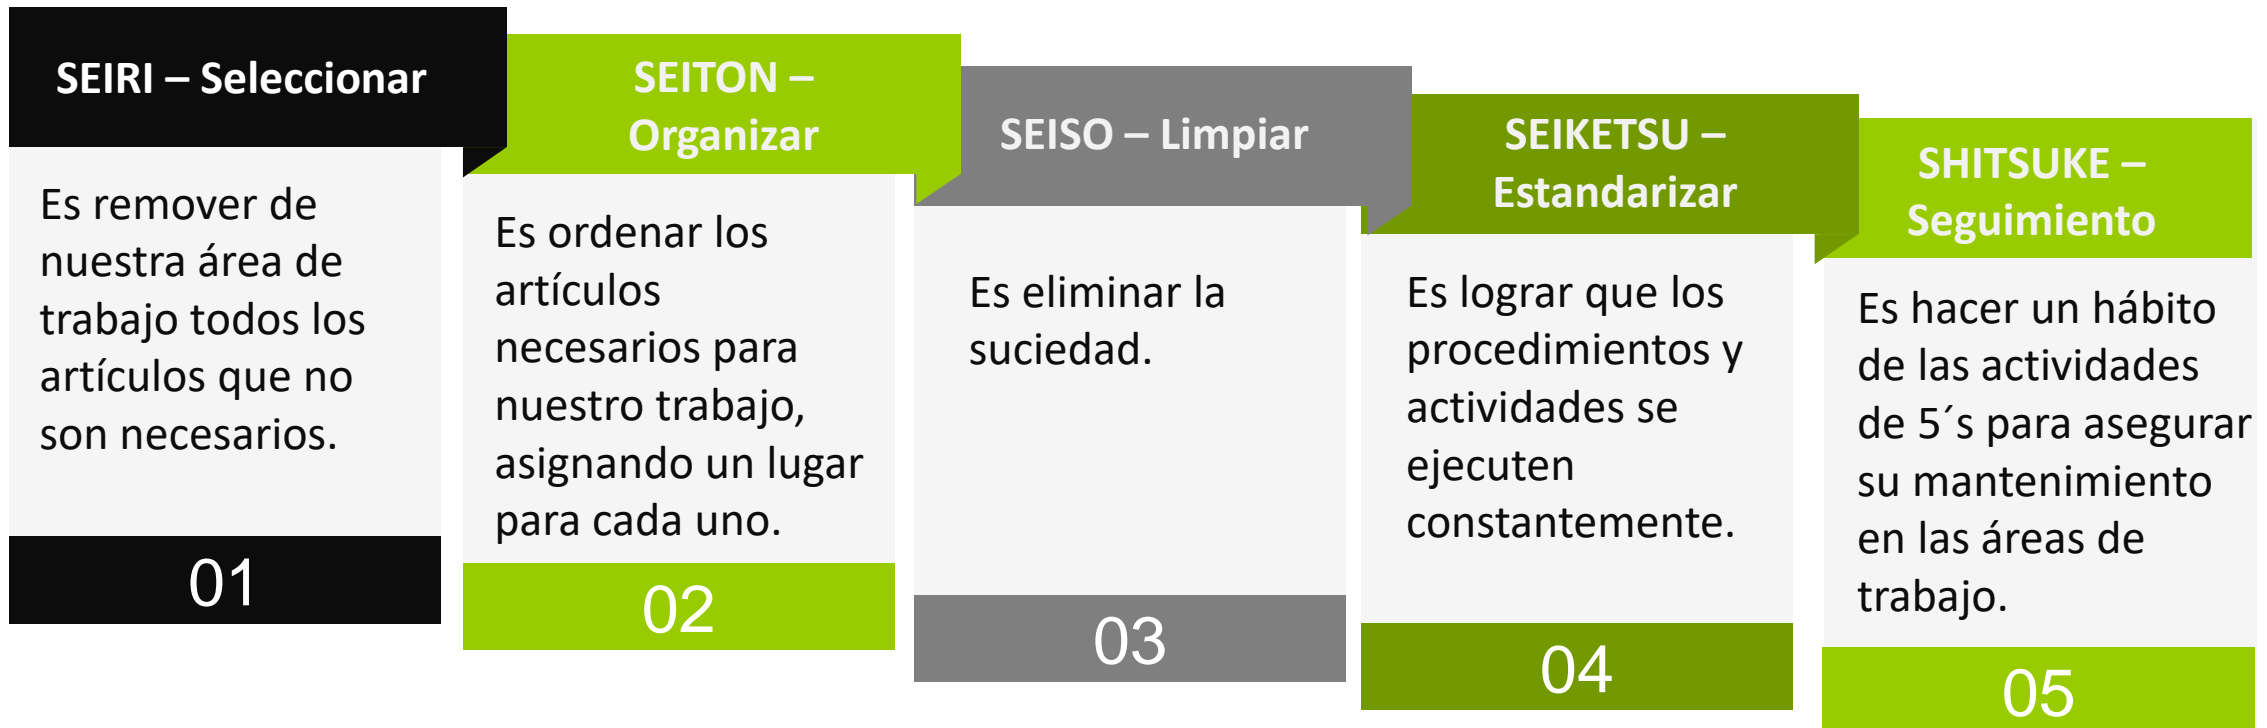 SEIRI – Seleccionar
Es remover de
nuestra área de
trabajo todos los
artículos que no
son necesarios.
01
SEITON –
Organizar
Es ordenar los
artículos
necesarios para
nuestro trabajo,
asignando un lugar
para cada uno.
02
SEISO – Limpiar
Es eliminar la
suciedad.
03
SEIKETSU –
Estandarizar
Es lograr que los
procedimientos y
actividades se
ejecuten
constantemente.
04
SHITSUKE –
Seguimiento
Es hacer un hábito
de las actividades
de 5´s para asegurar
su mantenimiento
en las áreas de
trabajo.
05